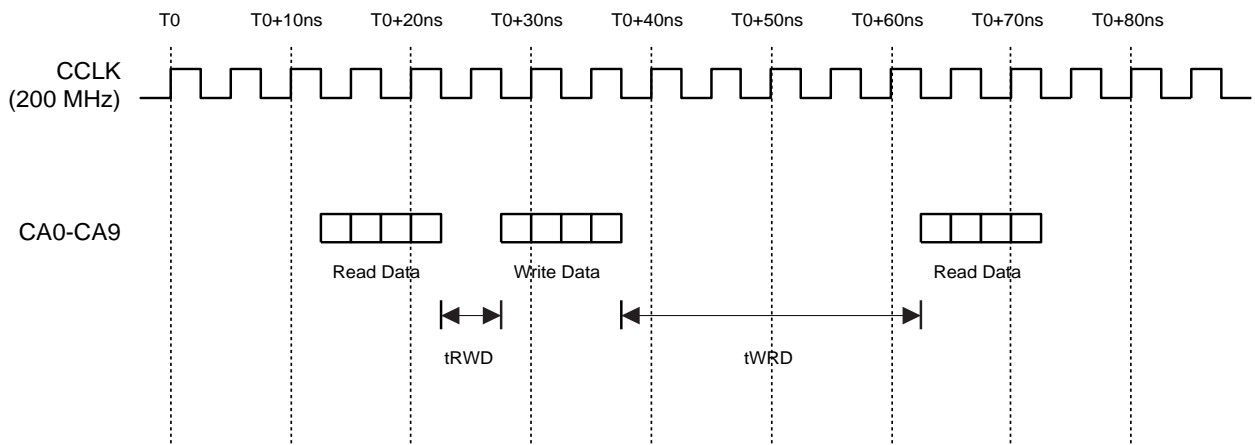 T0 T0+10ns T0+20ns T0+30ns T0+40ns T0+50ns T0+60ns T0+70ns T0+80ns
CCLK
(200 MHz)
CA0-CA9
Read Data Write Data Read Data
tRWD tWRD